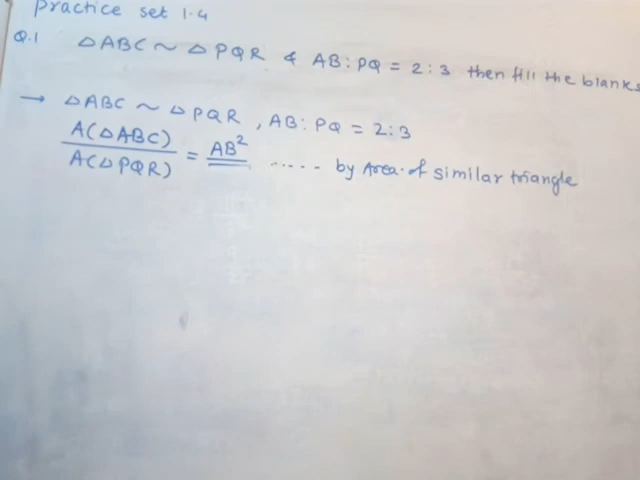 Practice set 1.4
Q.1 △ABC ~ △PQR & AB:PQ = 2:3 then fill the blanks
→ △ABC ~ △PQR, AB:PQ = 2:3
A(△ABC)/A(△PQR) = AB² ..... by Area of similar triangle